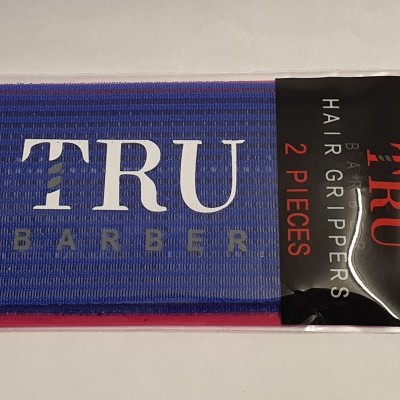 TRU
BARBER
TRU
BARBER
HAIR GRIPPERS
2 PIECES